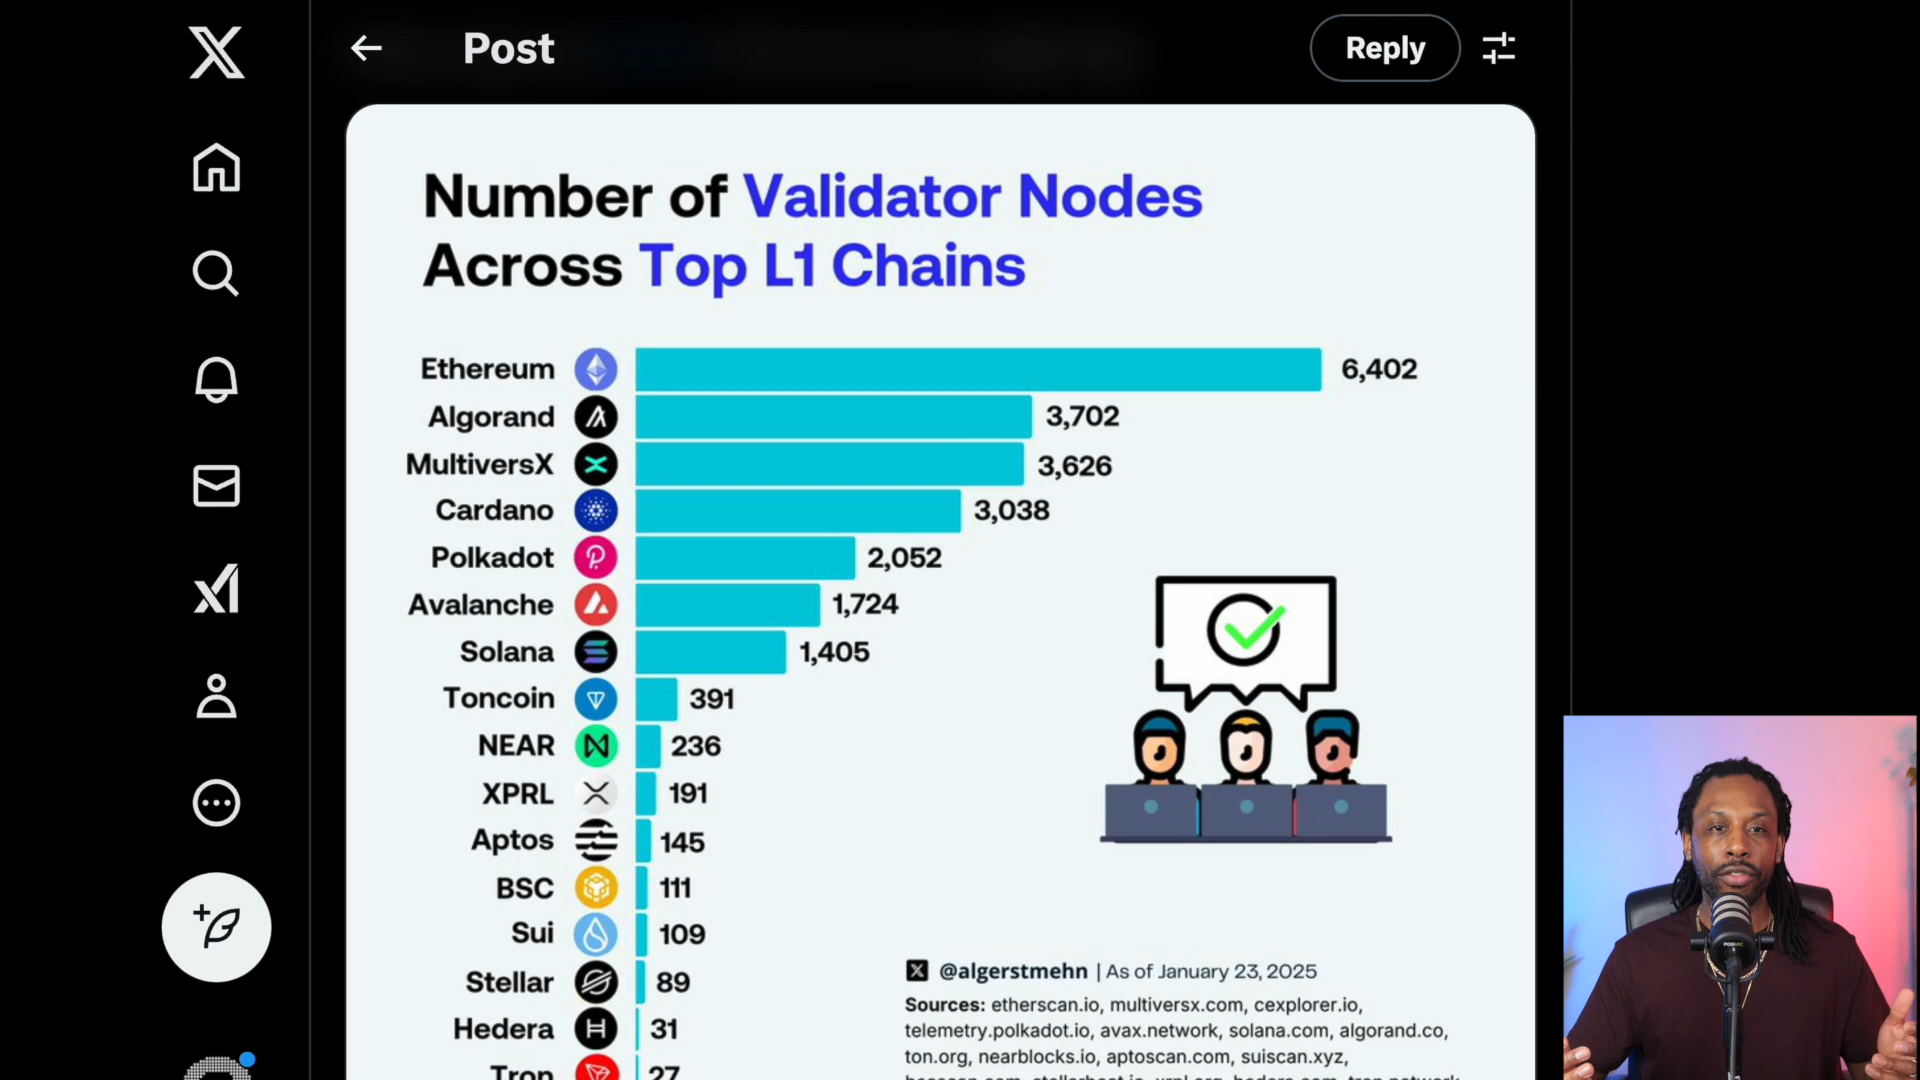 Post
Reply
Number of Validator Nodes
Across Top L1 Chains
Ethereum 6,402
Algorand 3,702
MultiversX 3,626
Cardano 3,038
Polkadot 2,052
Avalanche 1,724
Solana 1,405
Toncoin 391
NEAR 236
XPRL 191
Aptos 145
BSC 111
Sui 109
Stellar 89
Hedera 31
Tron 27
@algerstmehn | As of January 23, 2025
Sources: etherscan.io, multiversx.com, cexplorer.io,
telemetry.polkadot.io, avax.network, solana.com, algorand.co,
ton.org, nearblocks.io, aptoscan.com, suiscan.xyz,